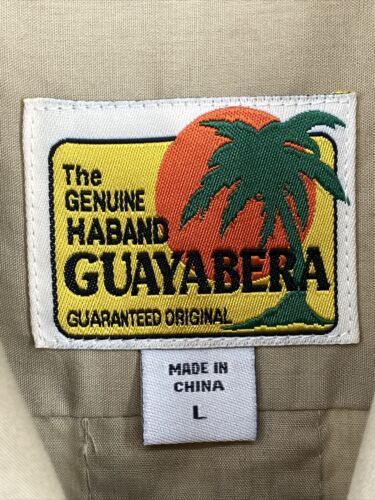 The
GENUINE
HABAND
GUAYABERA
GUARANTEED ORIGINAL
MADE IN
CHINA
L